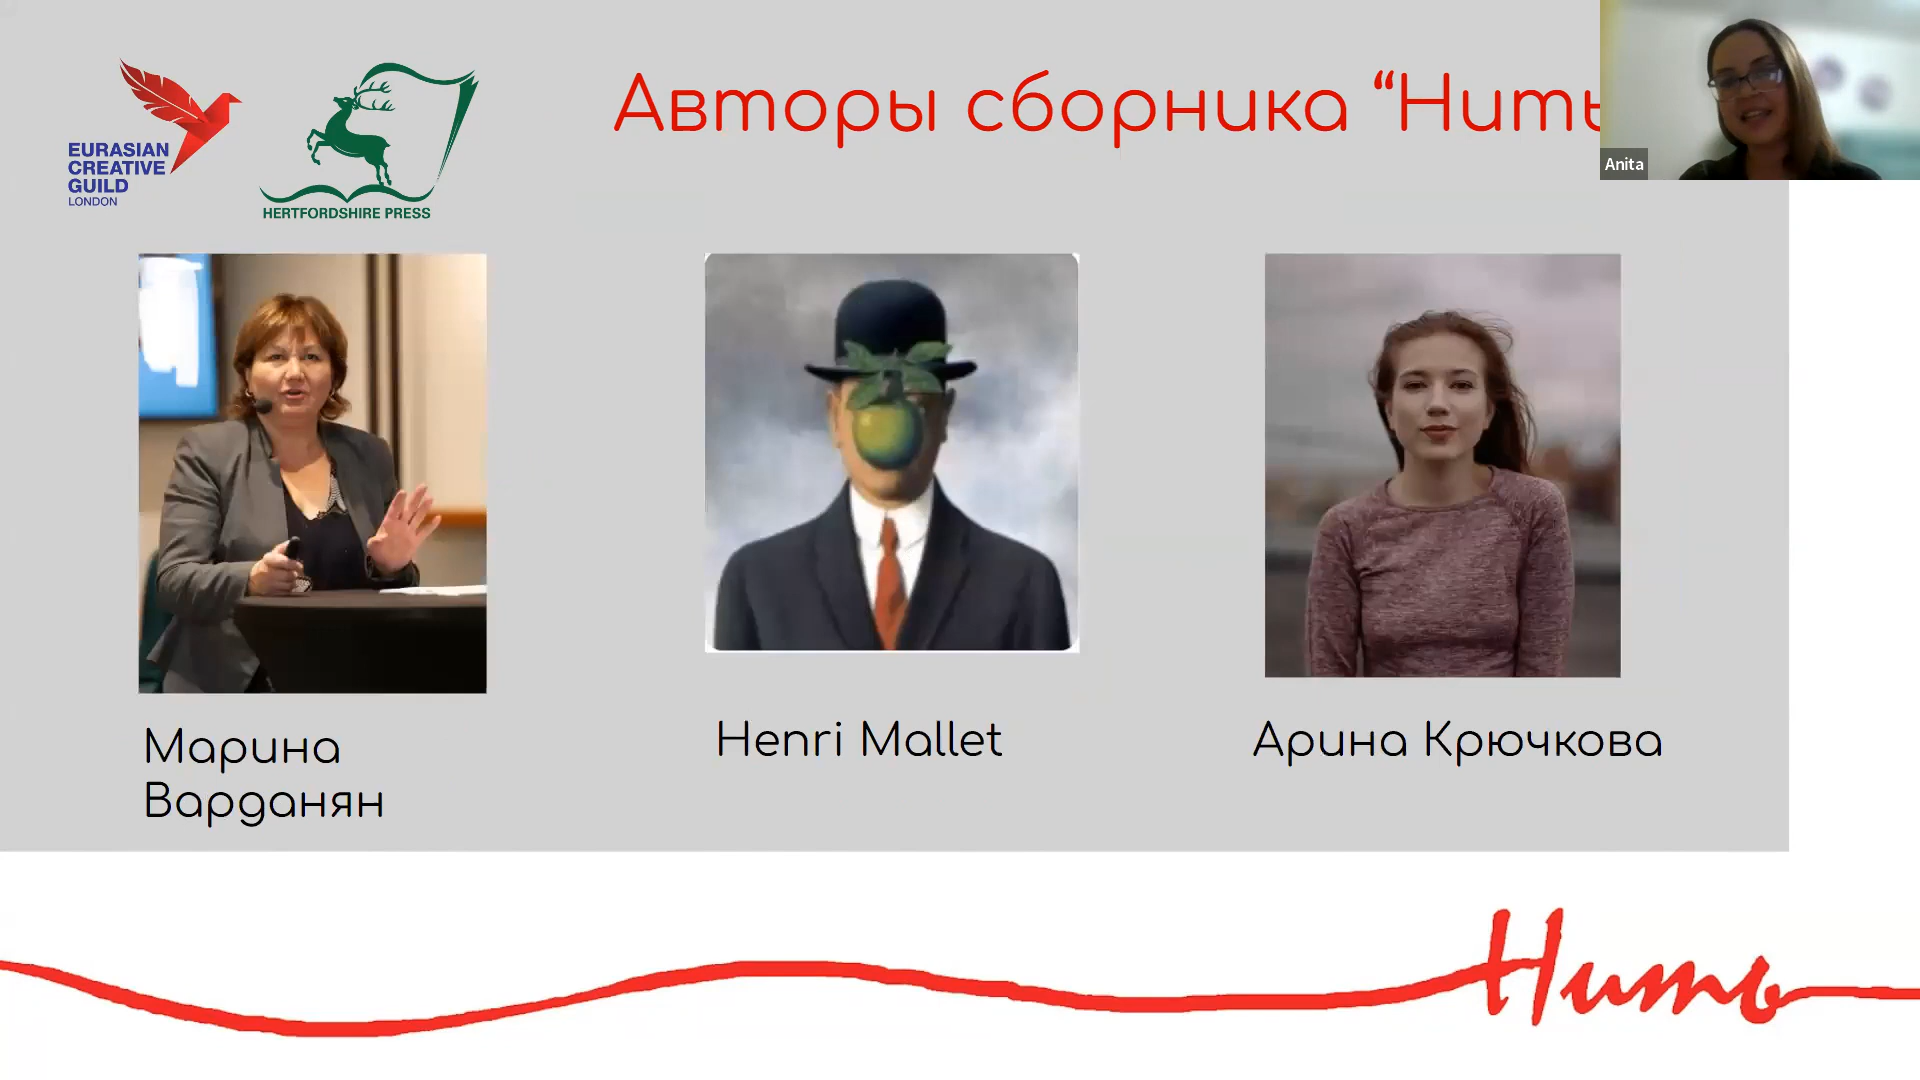 EURASIAN
CREATIVE
GUILD
LONDON
HERTFORDSHIRE PRESS
Авторы сборника “Нить
Anita
Марина
Варданян
Henri Mallet
Арина Крючкова
Нить